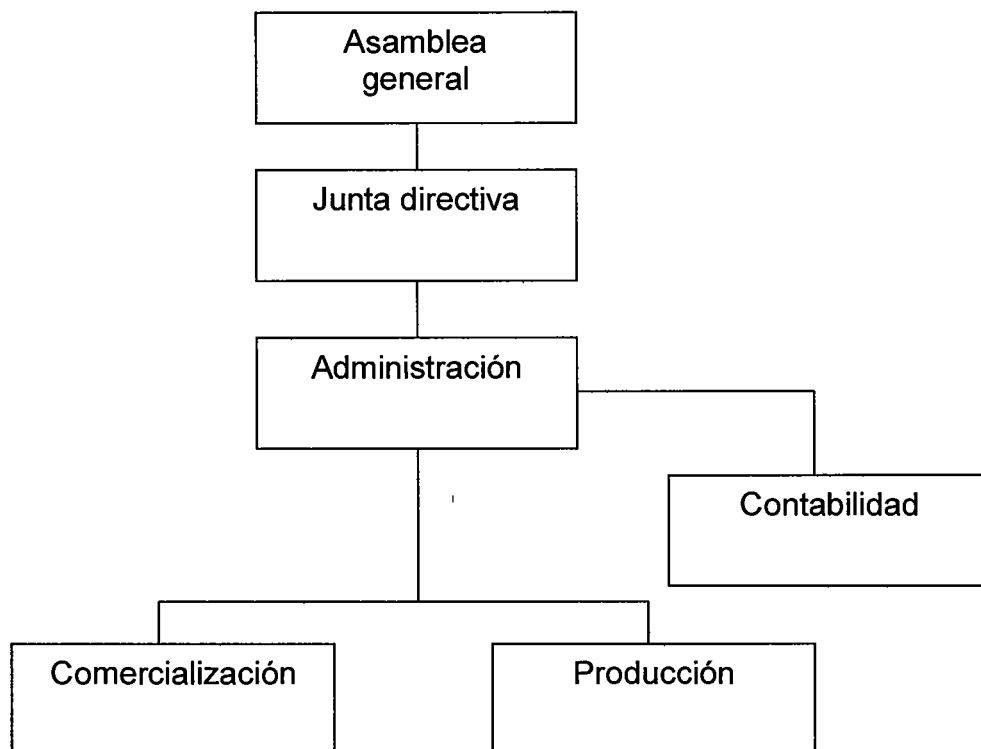 Asamblea
general
Junta directiva
Administración
Contabilidad
Comercialización
Producción